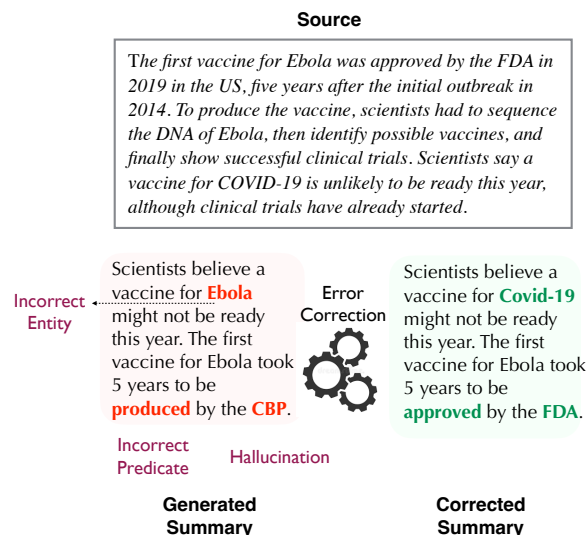 Source
The first vaccine for Ebola was approved by the FDA in
2019 in the US, five years after the initial outbreak in
2014. To produce the vaccine, scientists had to sequence
the DNA of Ebola, then identify possible vaccines, and
finally show successful clinical trials. Scientists say a
vaccine for COVID-19 is unlikely to be ready this year,
although clinical trials have already started.
Incorrect
Entity
Scientists believe a
vaccine for Ebola
might not be ready
this year. The first
vaccine for Ebola took
5 years to be
produced by the CBP.
Incorrect
Predicate
Hallucination
Generated
Summary
Error
Correction
Scientists believe a
vaccine for Covid-19
might not be ready
this year. The first
vaccine for Ebola took
5 years to be
approved by the FDA.
Corrected
Summary